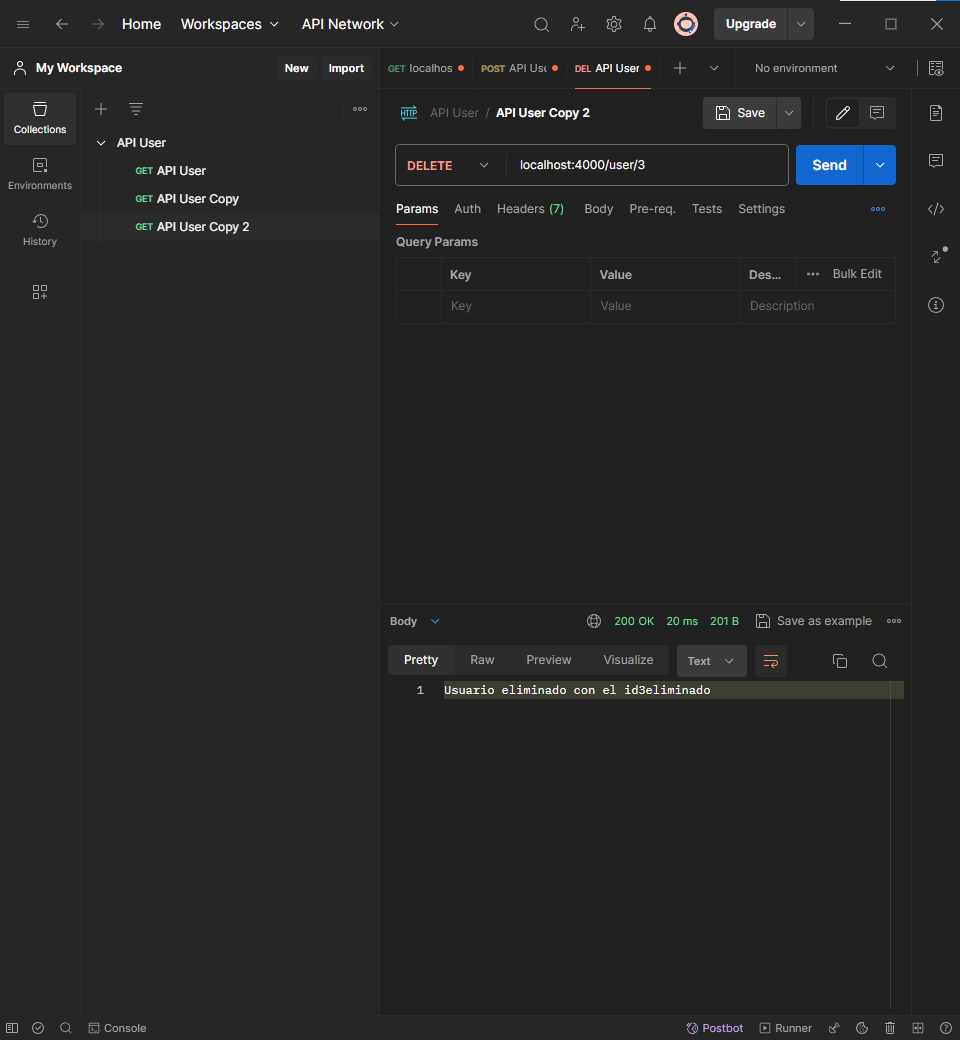 Home Workspaces API Network Upgrade
My Workspace New Import GET localhos POST API Use DEL API User No environment
Collections
Environments
History
API User
GET API User
GET API User Copy
GET API User Copy 2
HTTP API User / API User Copy 2 Save
DELETE localhost:4000/user/3 Send
Params Auth Headers (7) Body Pre-req. Tests Settings
Query Params
Key Value Des... Bulk Edit
Key Value Description
Body 200 OK 20 ms 201 B Save as example
Pretty Raw Preview Visualize Text
1 Usuario eliminado con el id3eliminado
Console Postbot Runner